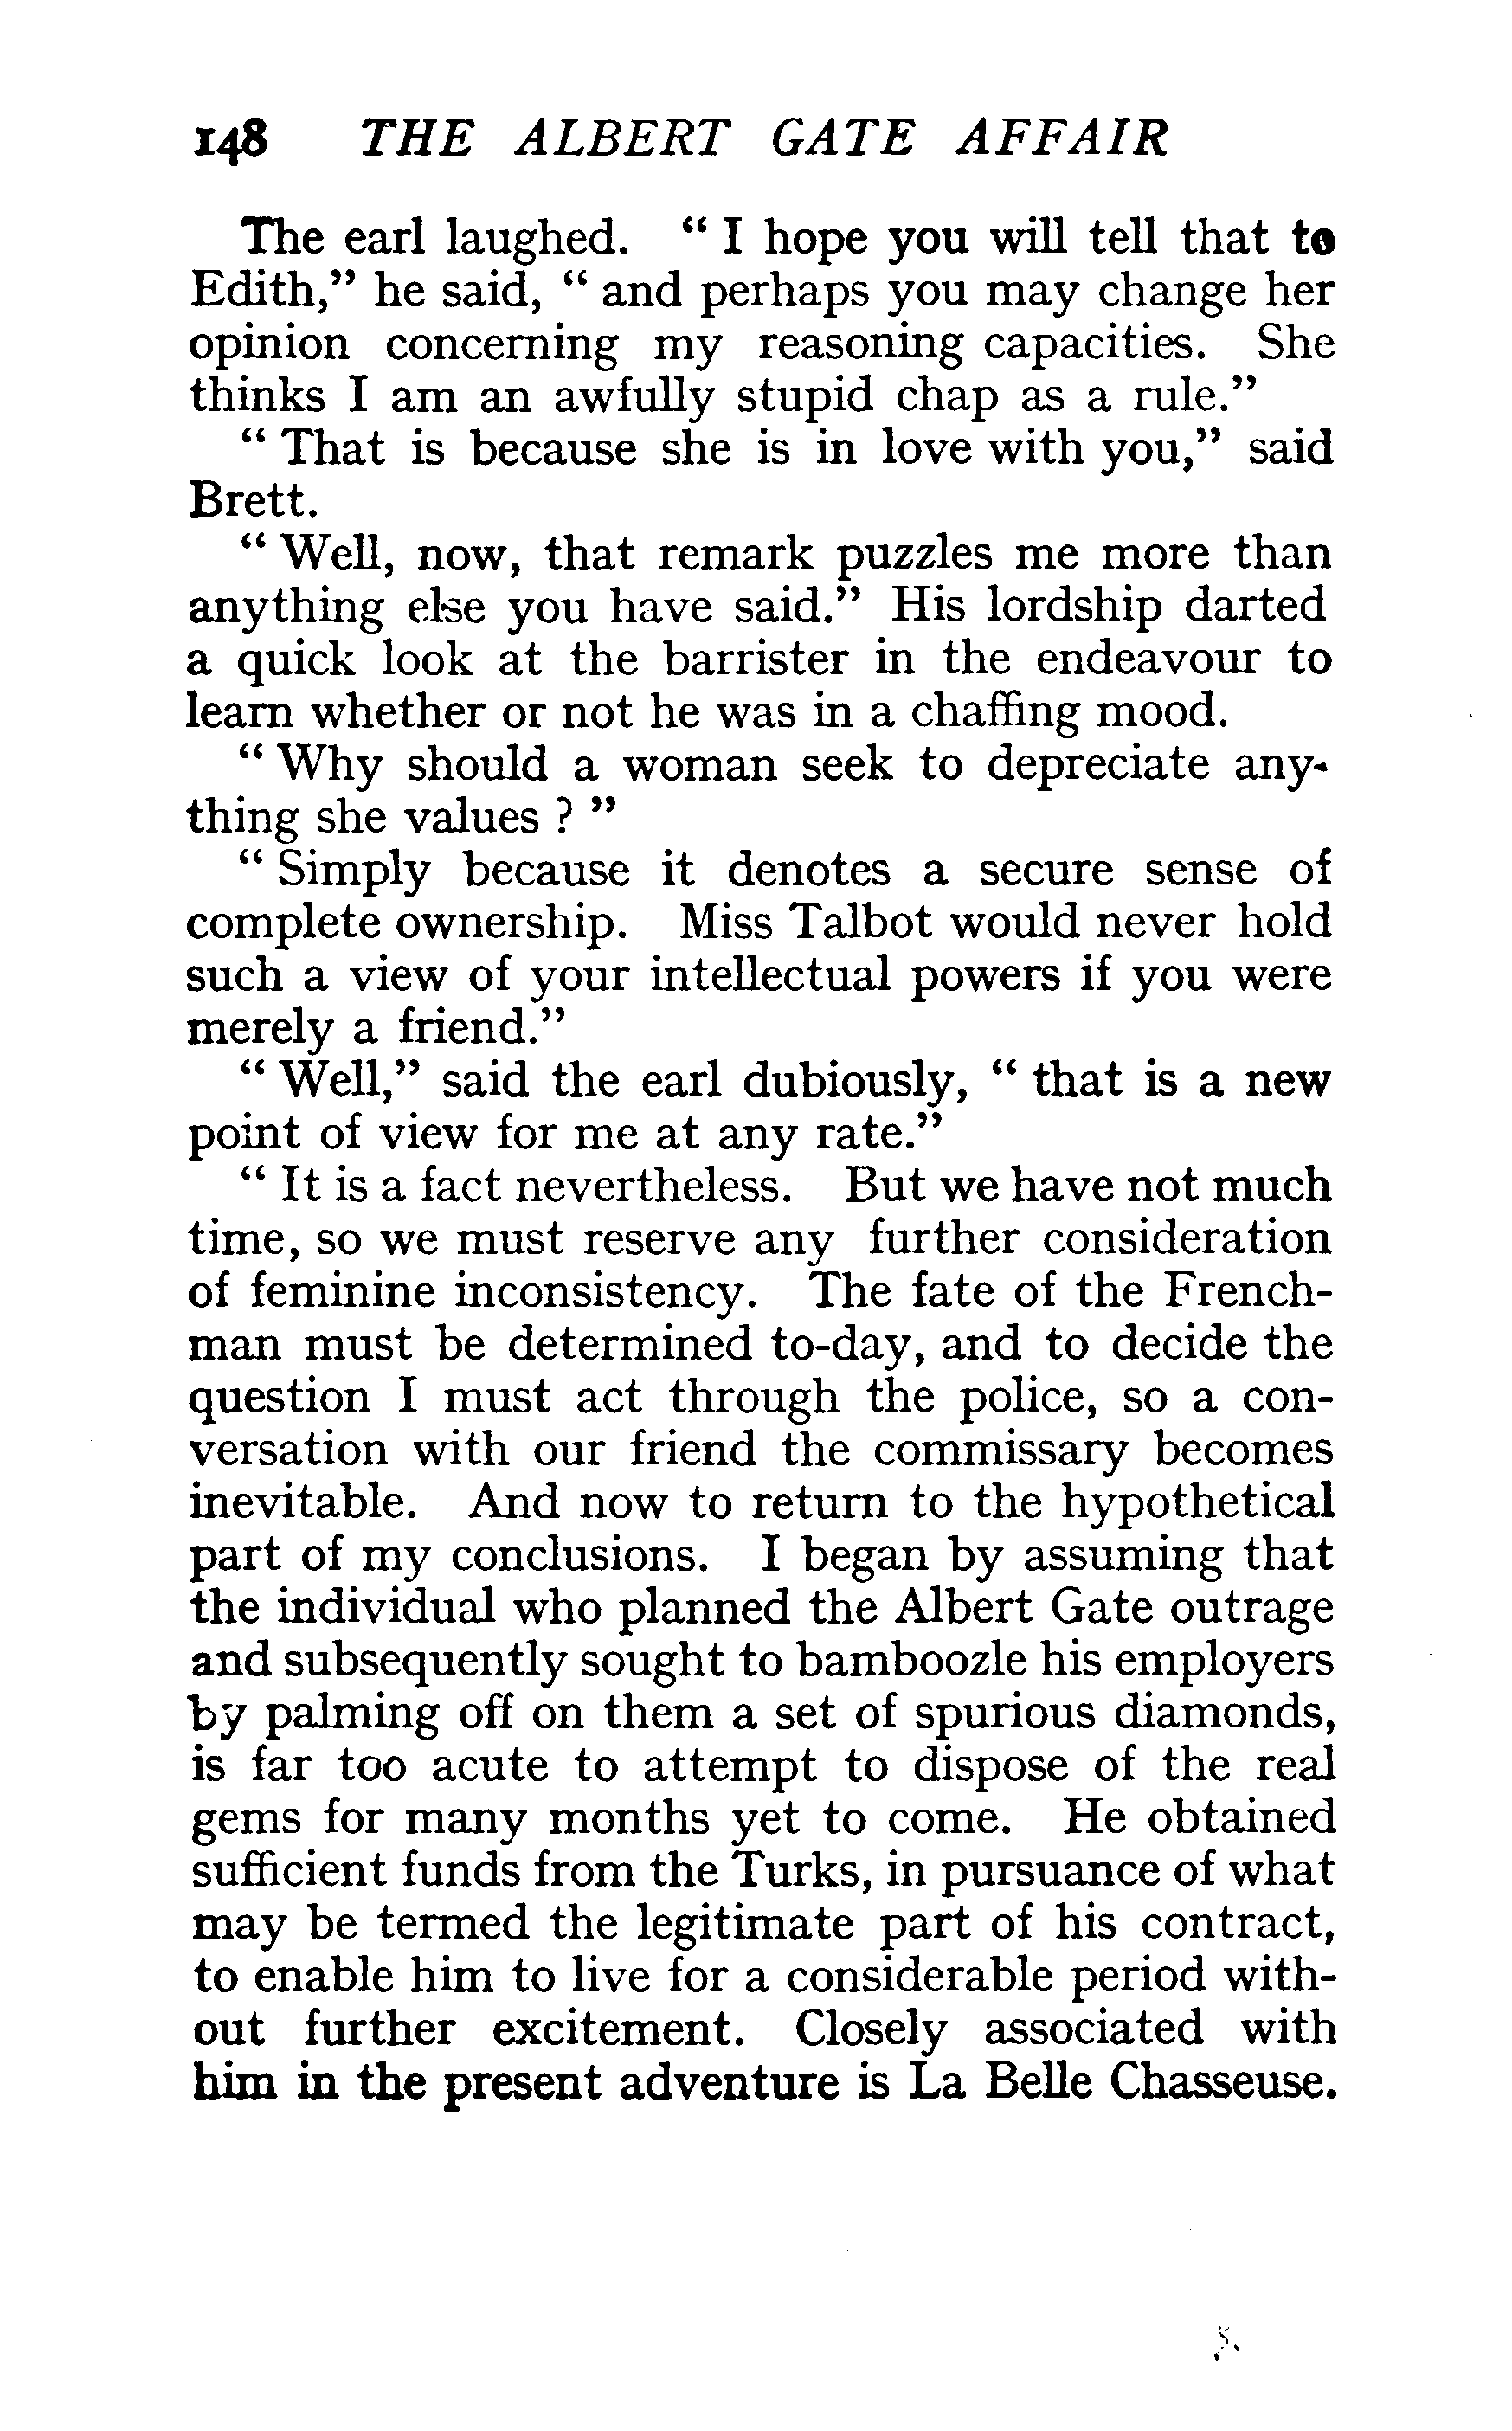 148 THE ALBERT GATE AFFAIR
The earl laughed. “ I hope you will tell that to
Edith,” he said, “ and perhaps you may change her
opinion concerning my reasoning capacities. She
thinks I am an awfully stupid chap as a rule.”
“ That is because she is in love with you,” said
Brett.
“ Well, now, that remark puzzles me more than
anything else you have said.” His lordship darted
a quick look at the barrister in the endeavour to
learn whether or not he was in a chaffing mood.
“ Why should a woman seek to depreciate any-
thing she values ? ”
“ Simply because it denotes a secure sense of
complete ownership. Miss Talbot would never hold
such a view of your intellectual powers if you were
merely a friend.”
“ Well,” said the earl dubiously, “ that is a new
point of view for me at any rate.”
“ It is a fact nevertheless. But we have not much
time, so we must reserve any further consideration
of feminine inconsistency. The fate of the French-
man must be determined to-day, and to decide the
question I must act through the police, so a con-
versation with our friend the commissary becomes
inevitable. And now to return to the hypothetical
part of my conclusions. I began by assuming that
the individual who planned the Albert Gate outrage
and subsequently sought to bamboozle his employers
by palming off on them a set of spurious diamonds,
is far too acute to attempt to dispose of the real
gems for many months yet to come. He obtained
sufficient funds from the Turks, in pursuance of what
may be termed the legitimate part of his contract,
to enable him to live for a considerable period with-
out further excitement. Closely associated with
him in the present adventure is La Belle Chasseuse.